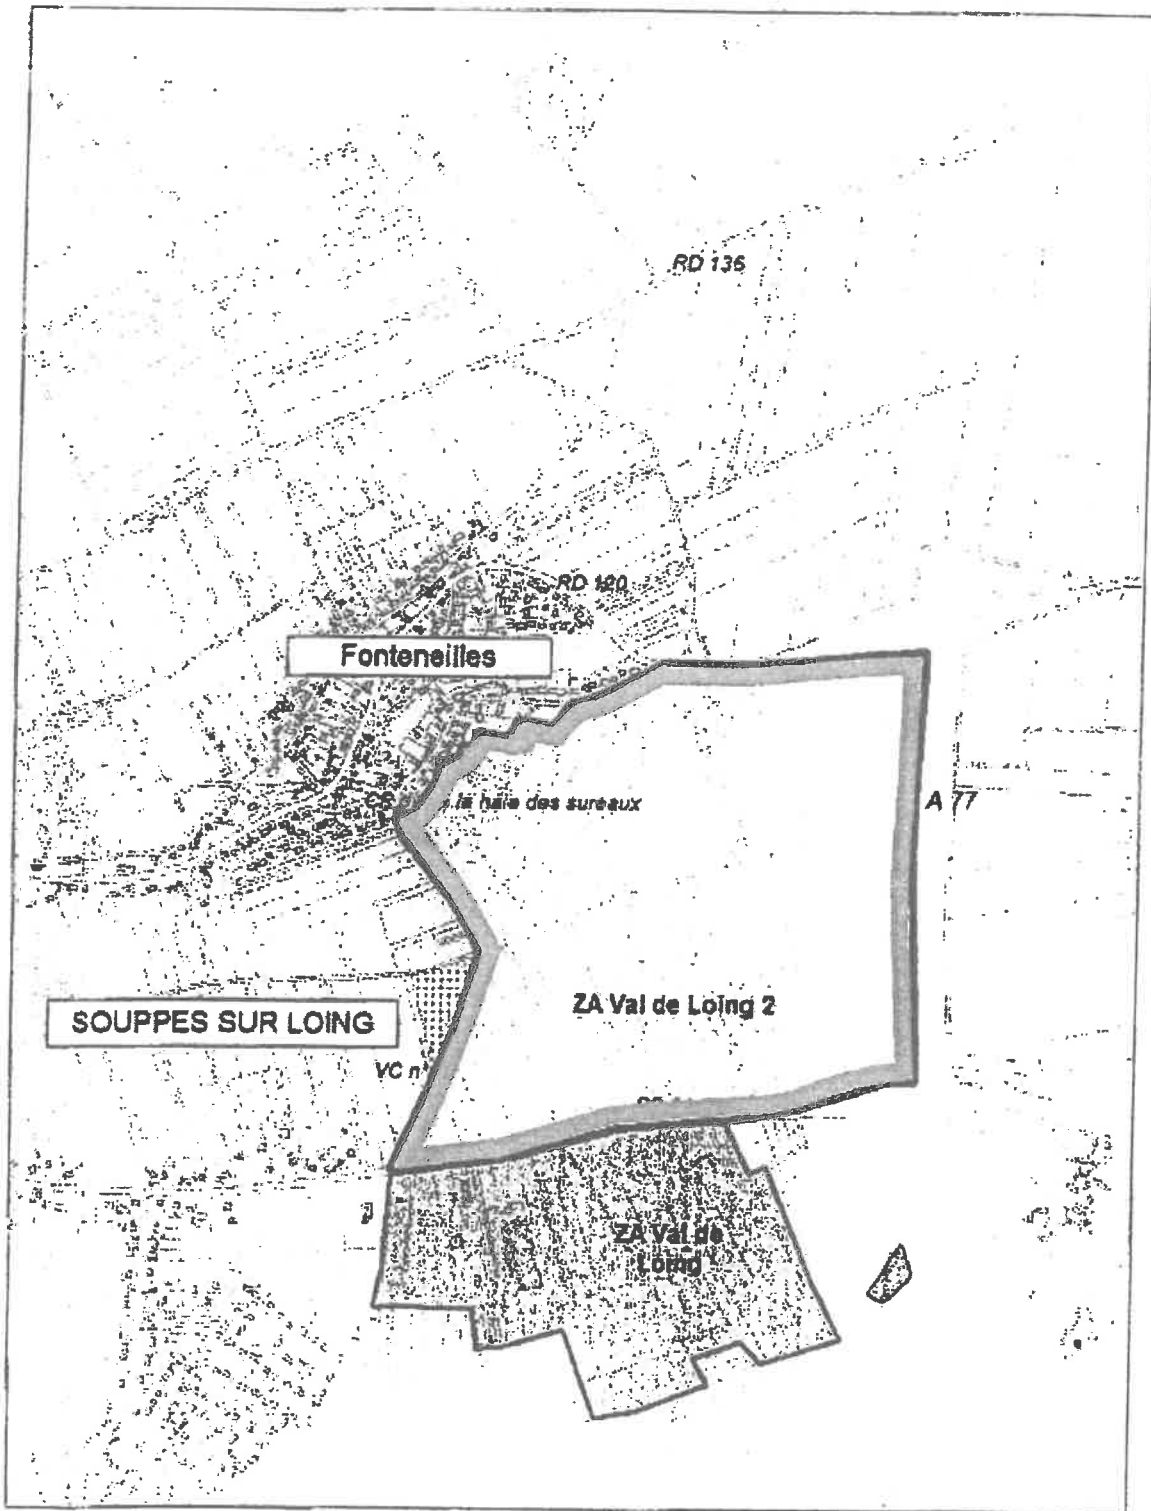 RD 136
RD 120
Fonteneilles
la haie des sureaux
A 77
ZA Val de Loing 2
SOUPPES SUR LOING
VC n°
ZA Val de
Loing